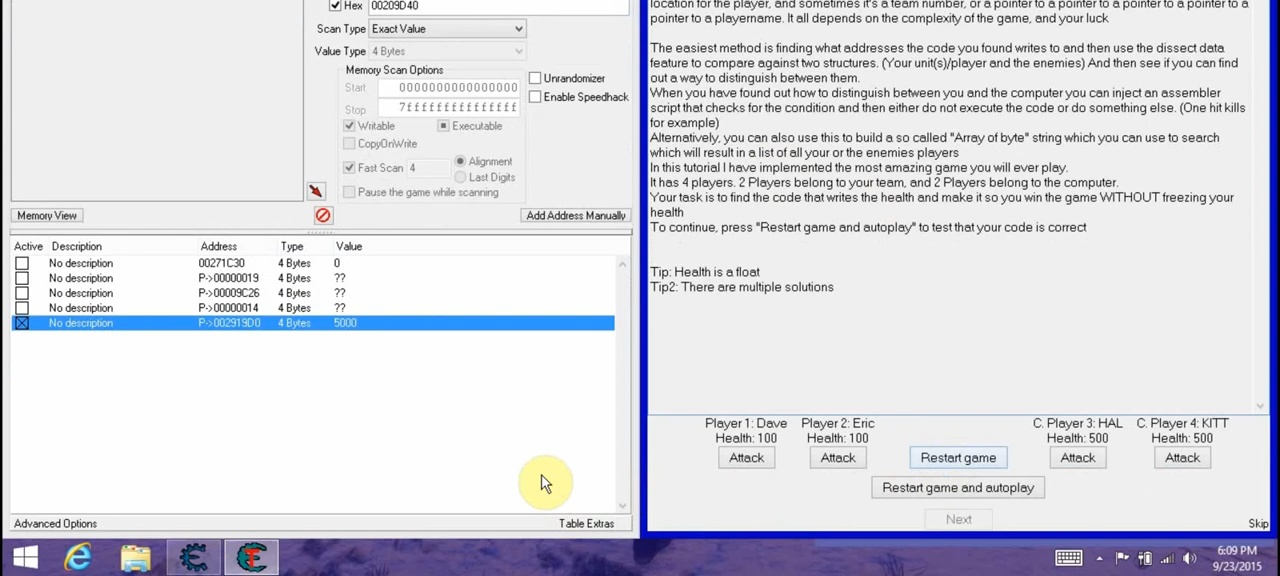 Hex 00209D40
Scan Type Exact Value
Value Type 4 Bytes
Memory Scan Options
Start 0000000000000000
Stop 7fffffffffffffff
Unrandomizer
Enable Speedhack
Writable Executable
CopyOnWrite
Fast Scan 4 Alignment
Last Digits
Pause the game while scanning
Memory View Add Address Manually
Active Description Address Type Value
No description 00271C30 4 Bytes 0
No description P->00000019 4 Bytes ??
No description P->00009C26 4 Bytes ??
No description P->00000014 4 Bytes ??
No description P->002919D0 4 Bytes 5000
Advanced Options Table Extras
location for the player, and sometimes it's a team number, or a pointer to a pointer to a pointer to a pointer to a
pointer to a playername. It all depends on the complexity of the game, and your luck
The easiest method is finding what addresses the code you found writes to and then use the dissect data
feature to compare against two structures. (Your unit(s)/player and the enemies) And then see if you can find
out a way to distinguish between them.
When you have found out how to distinguish between you and the computer you can inject an assembler
script that checks for the condition and then either do not execute the code or do something else. (One hit kills
for example)
Alternatively, you can also use this to build a so called "Array of byte" string which you can use to search
which will result in a list of all your or the enemies players
In this tutorial I have implemented the most amazing game you will ever play.
It has 4 players. 2 Players belong to your team, and 2 Players belong to the computer.
Your task is to find the code that writes the health and make it so you win the game WITHOUT freezing your
health
To continue, press "Restart game and autoplay" to test that your code is correct
Tip: Health is a float
Tip2: There are multiple solutions
Player 1: Dave Player 2: Eric C. Player 3: HAL C. Player 4: KITT
Health: 100 Health: 100 Health: 500 Health: 500
Attack Attack Restart game Attack Attack
Restart game and autoplay
Next
Skip
6:09 PM
9/23/2015